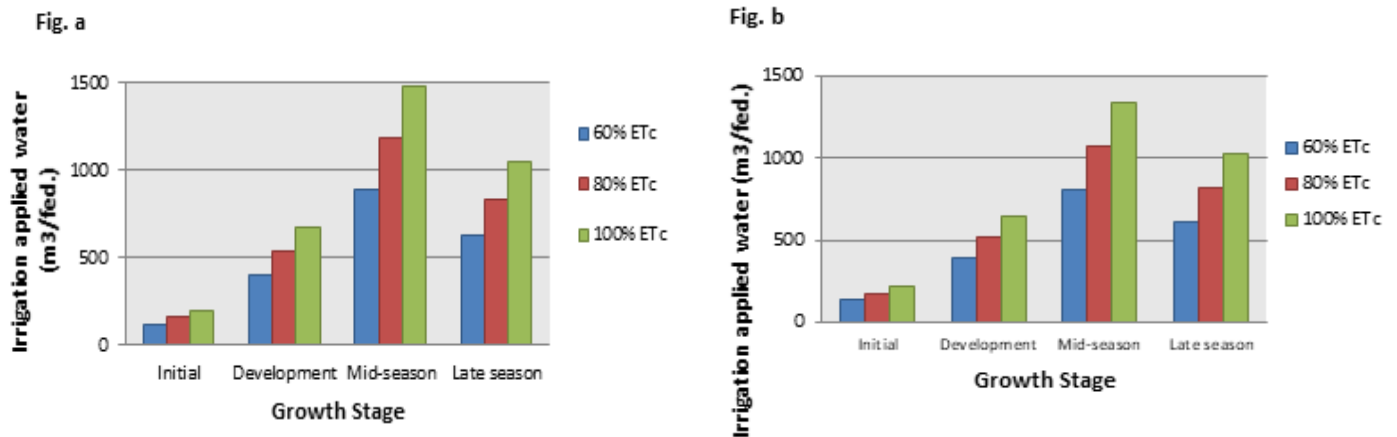 Fig. a
Irrigation applied water
(m3/fed.)
1500
1000
500
0
Initial Development Mid-season Late season
Growth Stage
60% ETc
80% ETc
100% ETc
Fig. b
Irrigation applied water (m3/fed.)
1500
1000
500
0
Initial Development Mid-season Late season
Growth Stage
60% ETc
80% ETc
100% ETc